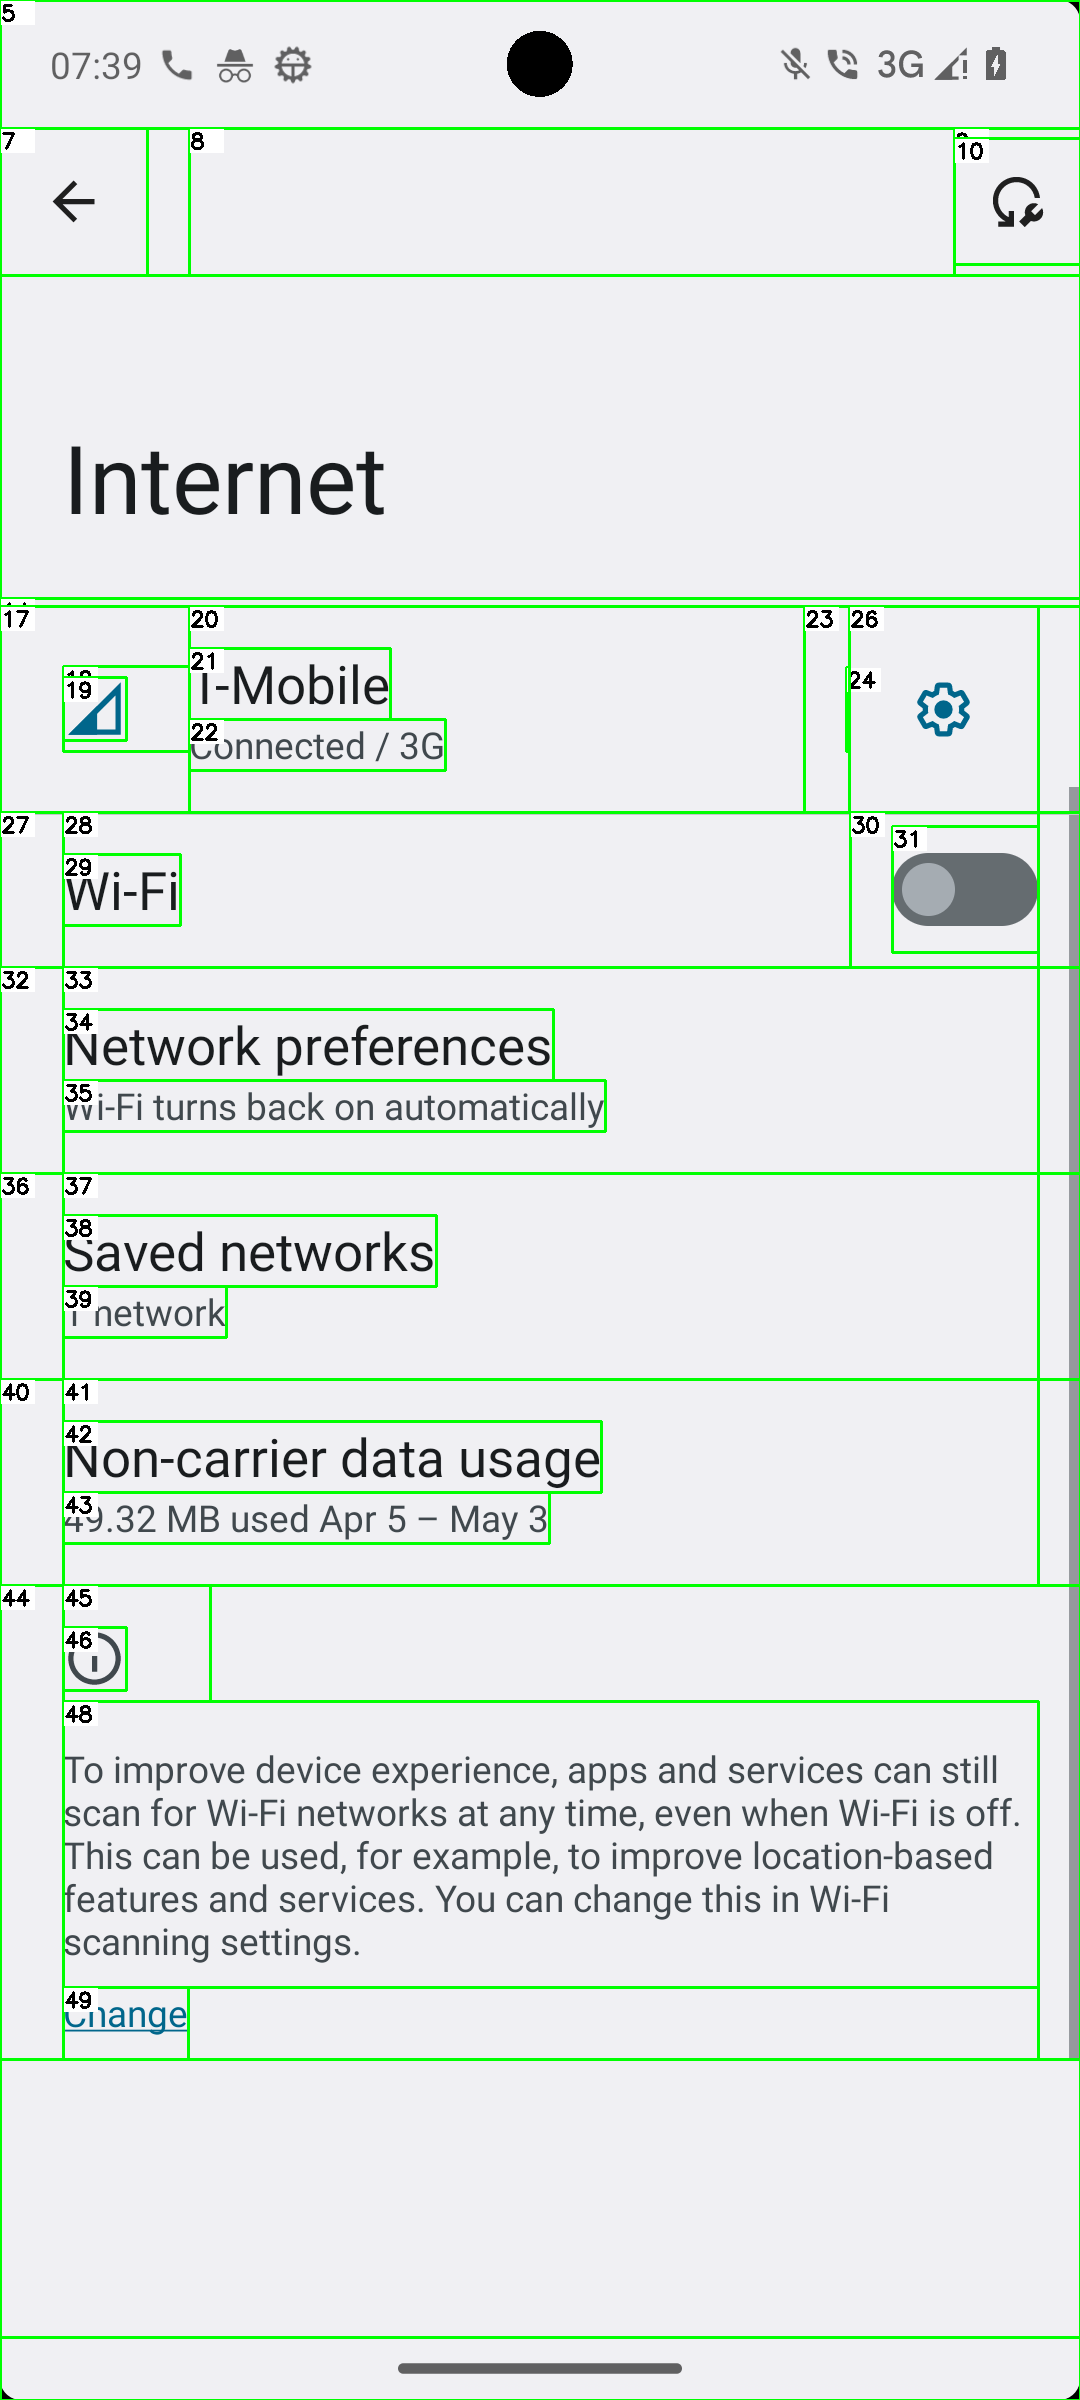 5
07:39
3G
7
8
10
Internet
17
20
23
26
19
21
T-Mobile
24
22
Connected / 3G
27
28
30
31
29
Wi-Fi
32
33
34
Network preferences
35
Wi-Fi turns back on automatically
36
37
38
Saved networks
39
1 network
40
41
42
Non-carrier data usage
43
49.32 MB used Apr 5 – May 3
44
45
46
48
To improve device experience, apps and services can still
scan for Wi-Fi networks at any time, even when Wi-Fi is off.
This can be used, for example, to improve location-based
features and services. You can change this in Wi-Fi
scanning settings.
49
Change